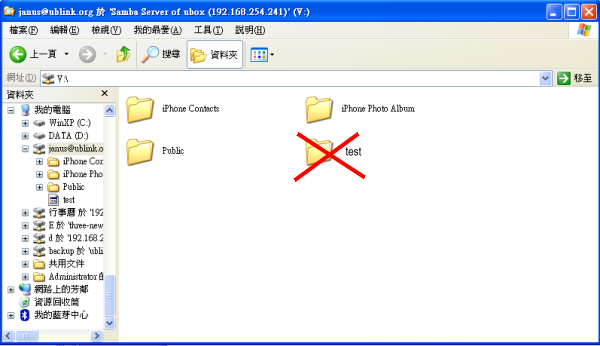 janus@ublink.org 於 'Samba Server of ubox (192.168.254.241)' (V:)
檔案(F) 編輯(E) 檢視(V) 我的最愛(A) 工具(T) 說明(H)
上一頁 搜尋 資料夾
網址(D) V:\ 移至
資料夾
我的電腦
WinXP (C:)
DATA (D:)
janus@ublink.o
iPhone Con
iPhone Pho
Public
test
行事曆 於 '192
E 於 'three-new
d 於 '192.168.2
backup 於 'ubli
共用文件
Administrator 的
網路上的芳鄰
資源回收筒
我的藍芽中心
iPhone Contacts
iPhone Photo Album
Public
test